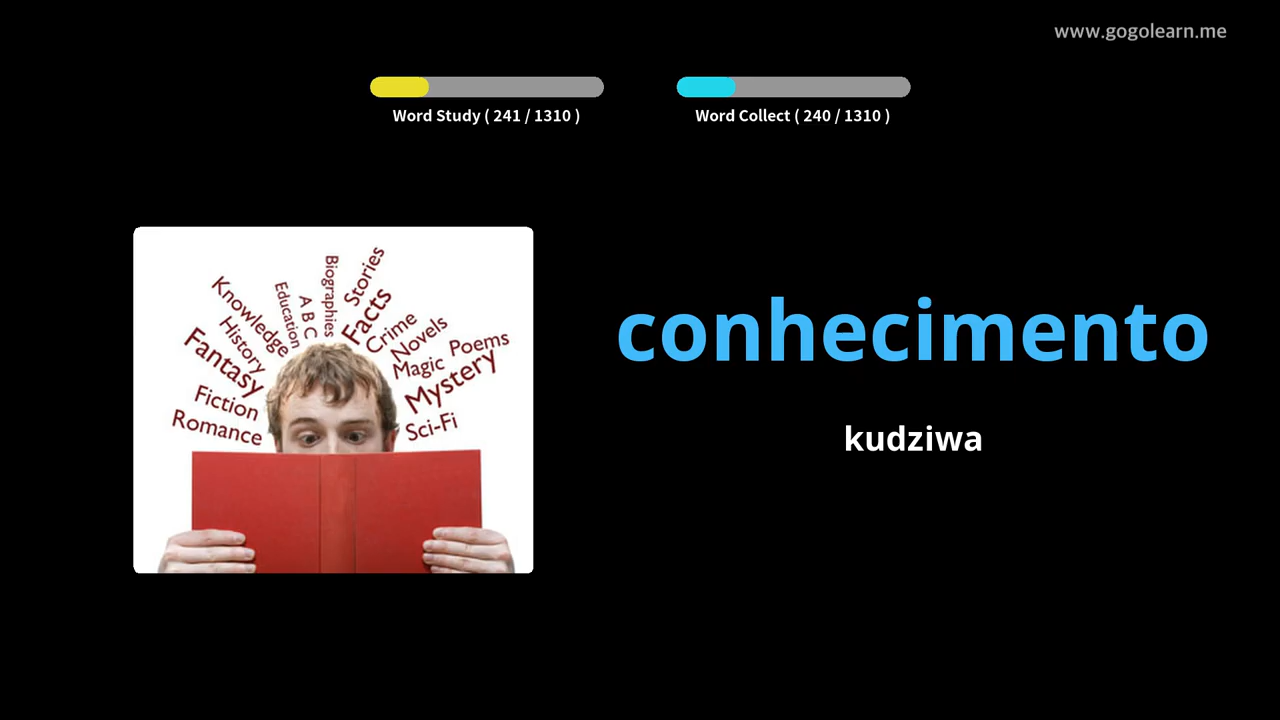 www.gogolearn.me
Word Study ( 241 / 1310 )
Word Collect ( 240 / 1310 )
Knowledge
Education
A B C
Biographies
Stories
Facts
Crime
Novels
Poems
History
Magic
Fantasy
Mystery
Fiction
Romance
Sci-Fi
conhecimento
kudziwa